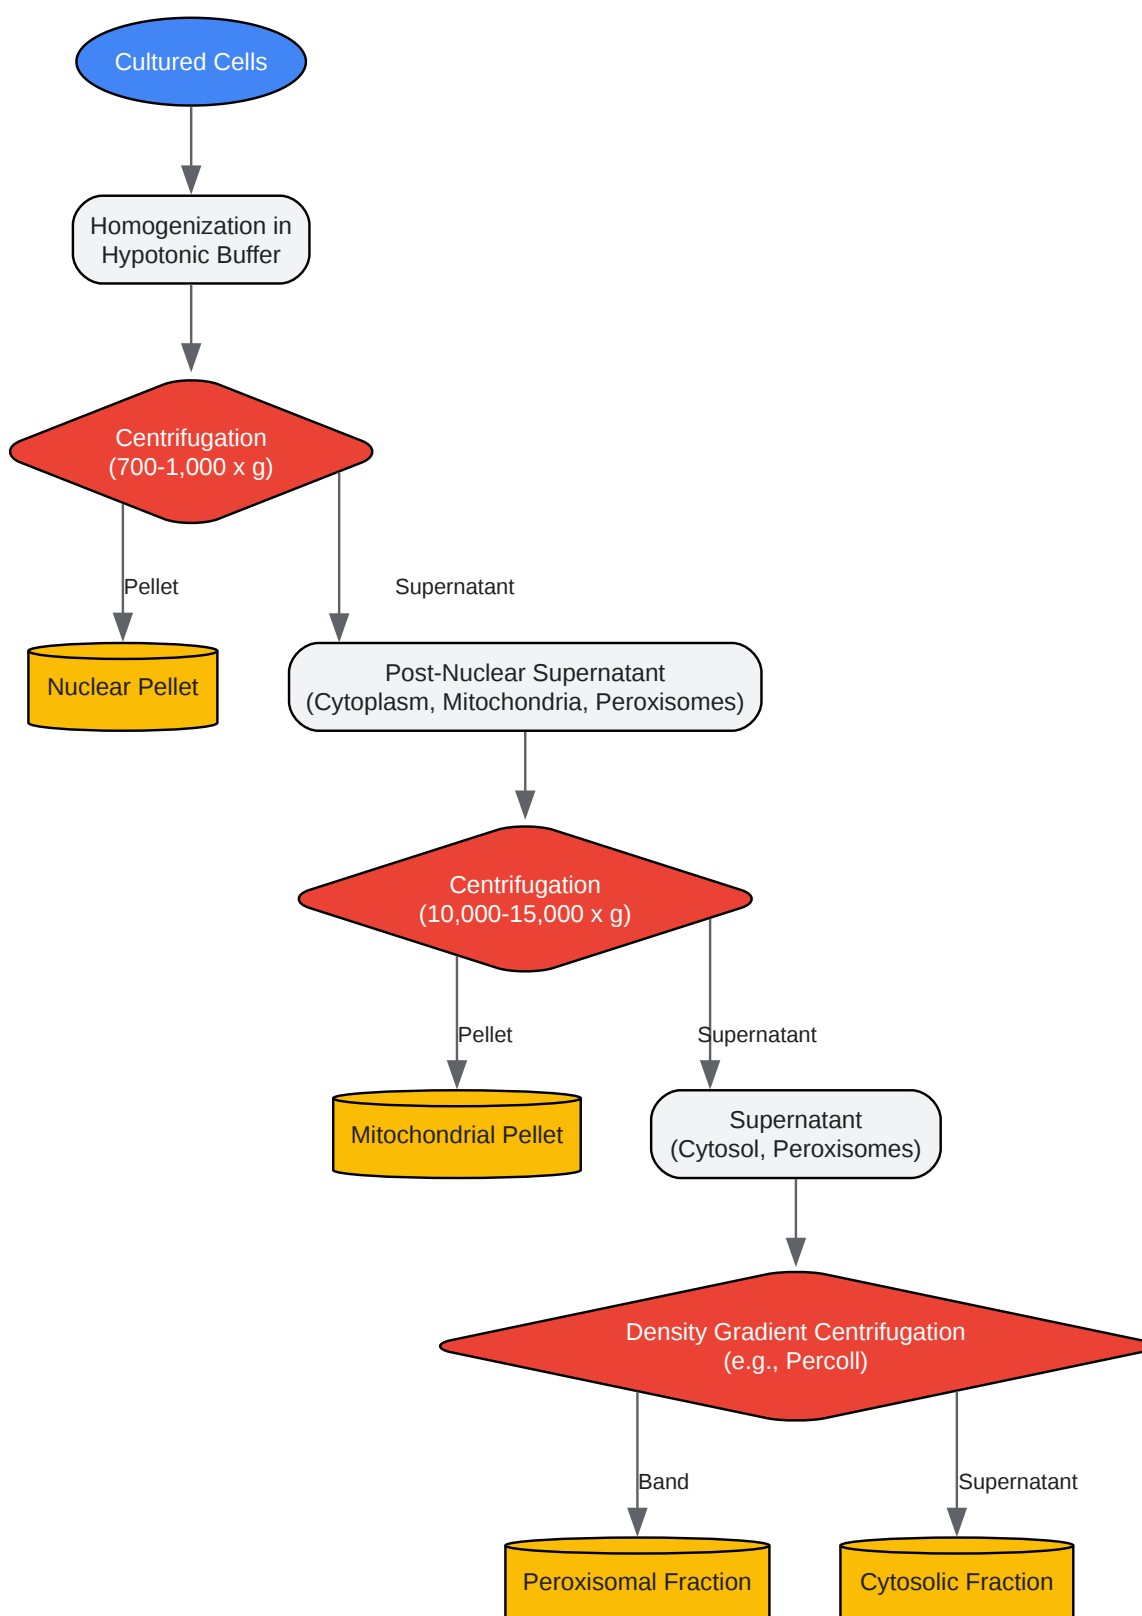 Cultured Cells
Homogenization in
Hypotonic Buffer
Centrifugation
(700-1,000 x g)
Pellet
Supernatant
Nuclear Pellet
Post-Nuclear Supernatant
(Cytoplasm, Mitochondria, Peroxisomes)
Centrifugation
(10,000-15,000 x g)
Pellet
Supernatant
Mitochondrial Pellet
Supernatant
(Cytosol, Peroxisomes)
Density Gradient Centrifugation
(e.g., Percoll)
Band
Supernatant
Peroxisomal Fraction
Cytosolic Fraction